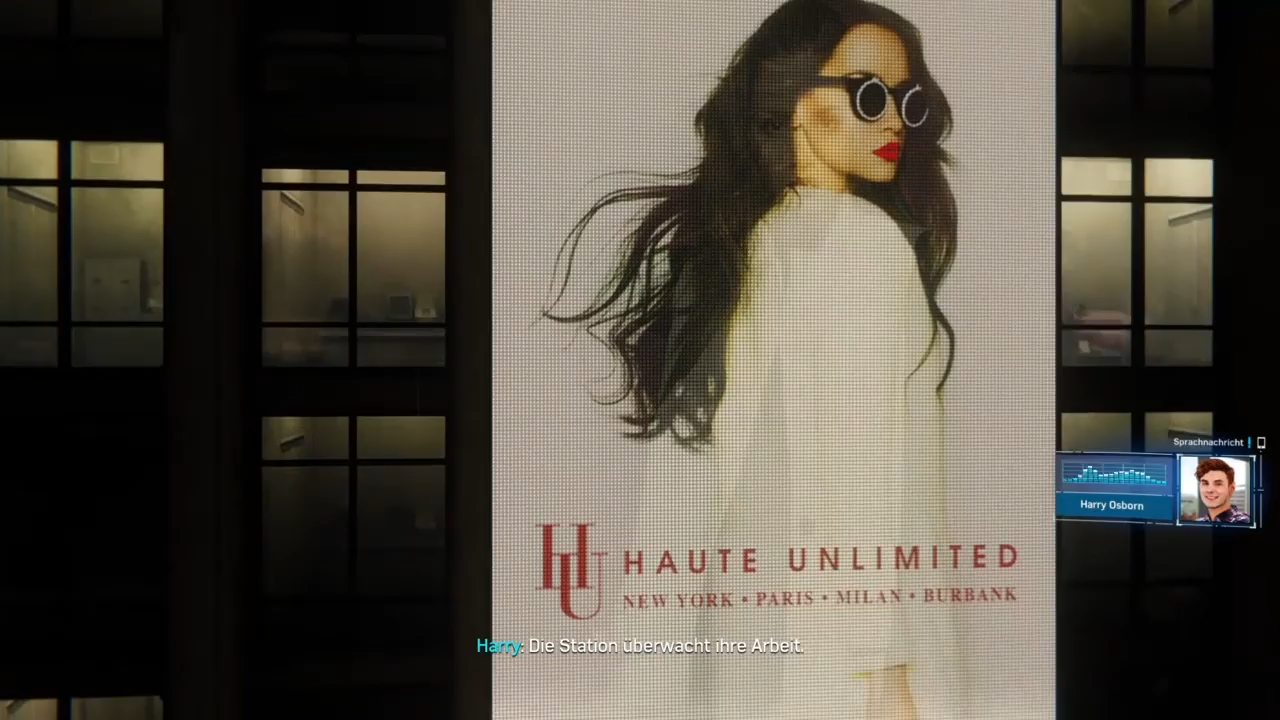 Sprachnachricht
Harry Osborn
HU HAUTE UNLIMITED
NEW YORK • PARIS • MILAN • BURBANK
Harry: Die Station überwacht ihre Arbeit.